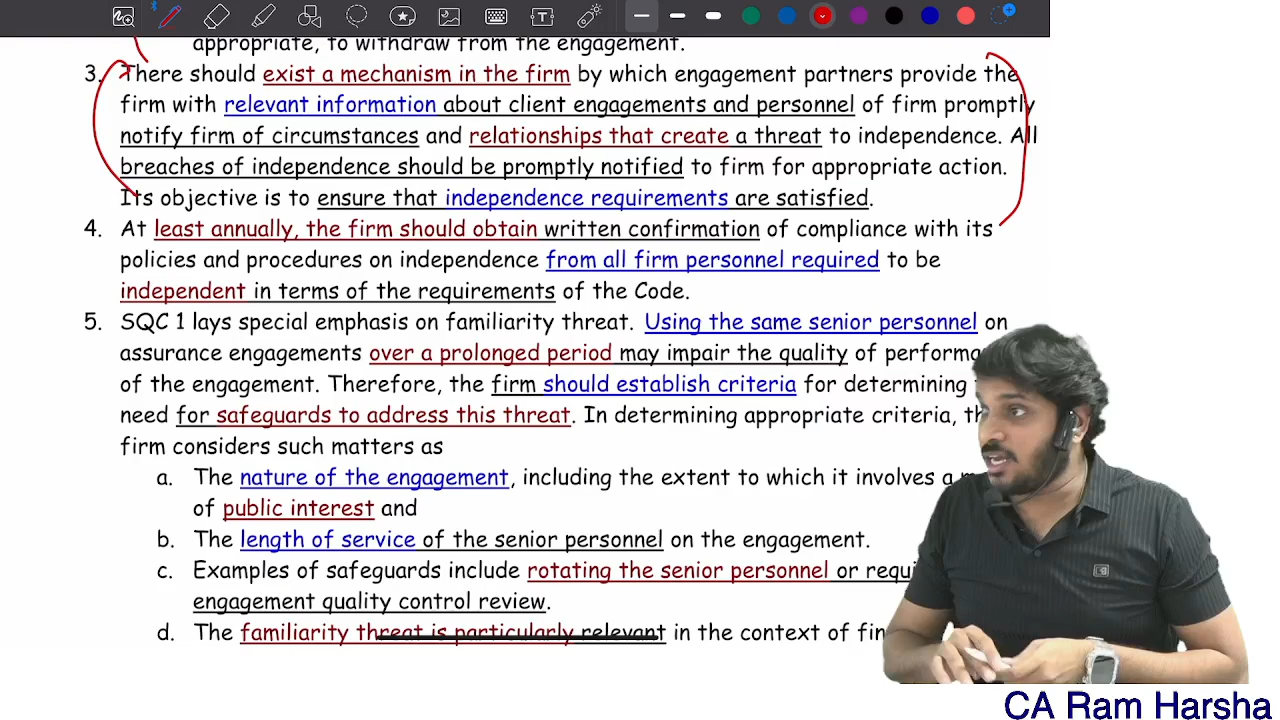 appropriate, to withdraw from the engagement.
3. There should exist a mechanism in the firm by which engagement partners provide the
firm with relevant information about client engagements and personnel of firm promptly
notify firm of circumstances and relationships that create a threat to independence. All
breaches of independence should be promptly notified to firm for appropriate action.
Its objective is to ensure that independence requirements are satisfied.
4. At least annually, the firm should obtain written confirmation of compliance with its
policies and procedures on independence from all firm personnel required to be
independent in terms of the requirements of the Code.
5. SQC 1 lays special emphasis on familiarity threat. Using the same senior personnel on
assurance engagements over a prolonged period may impair the quality of
of the engagement. Therefore, the firm should establish criteria for determining
need for safeguards to address this threat. In determining appropriate criteria,
firm considers such matters as
a. The nature of the engagement, including the extent to which it involves a
of public interest and
b. The length of service of the senior personnel on the engagement.
c. Examples of safeguards include rotating the senior personnel or
engagement quality control review.
d. The familiarity threat is particularly relevant in the context of
CA Ram Harsha